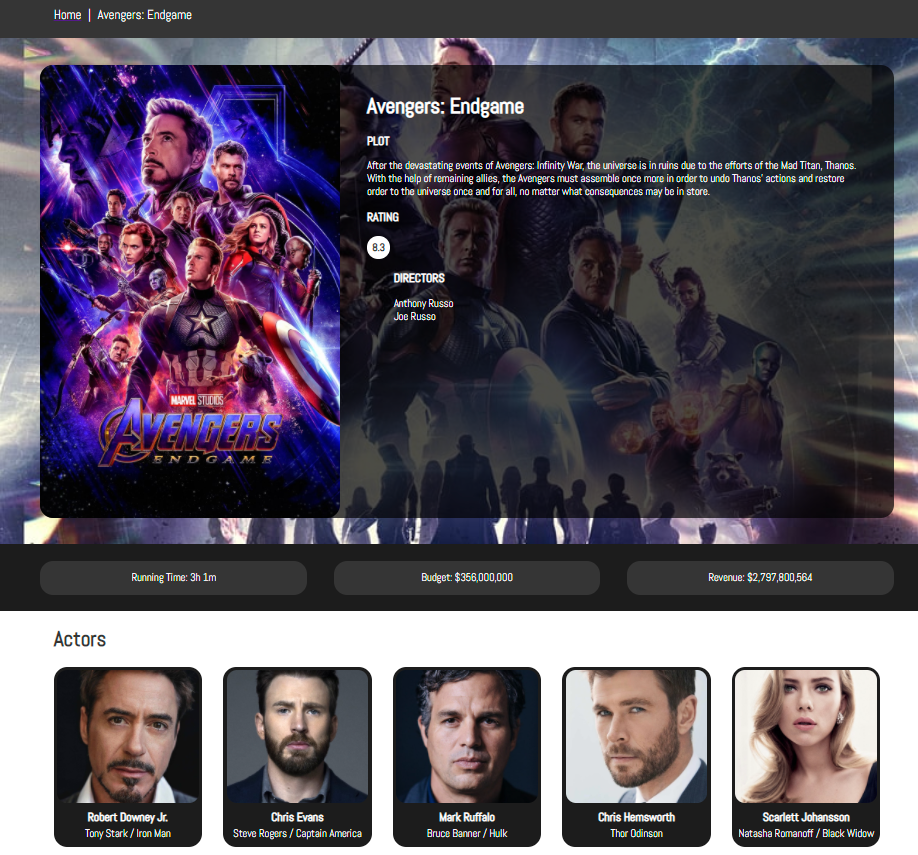 Home | Avengers: Endgame
MARVEL STUDIOS
AVENGERS
ENDGAME
Avengers: Endgame
PLOT
After the devastating events of Avengers: Infinity War, the universe is in ruins due to the efforts of the Mad Titan, Thanos.
With the help of remaining allies, the Avengers must assemble once more in order to undo Thanos' actions and restore
order to the universe once and for all, no matter what consequences may be in store.
RATING
8.3
DIRECTORS
Anthony Russo
Joe Russo
Running Time: 3h 1m
Budget: $356,000,000
Revenue: $2,797,800,564
Actors
Robert Downey Jr.
Tony Stark / Iron Man
Chris Evans
Steve Rogers / Captain America
Mark Ruffalo
Bruce Banner / Hulk
Chris Hemsworth
Thor Odinson
Scarlett Johansson
Natasha Romanoff / Black Widow